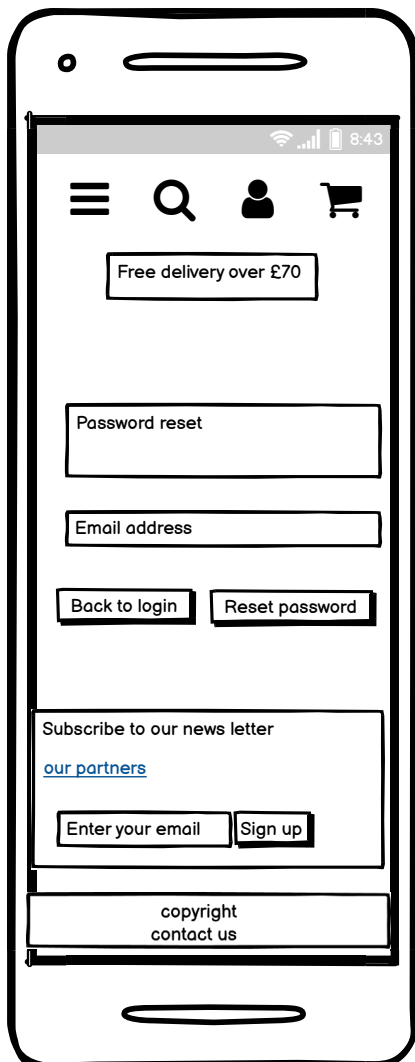 8:43
Free delivery over £70
Password reset
Email address
Back to login
Reset password
Subscribe to our news letter
our partners
Enter your email
Sign up
copyright
contact us